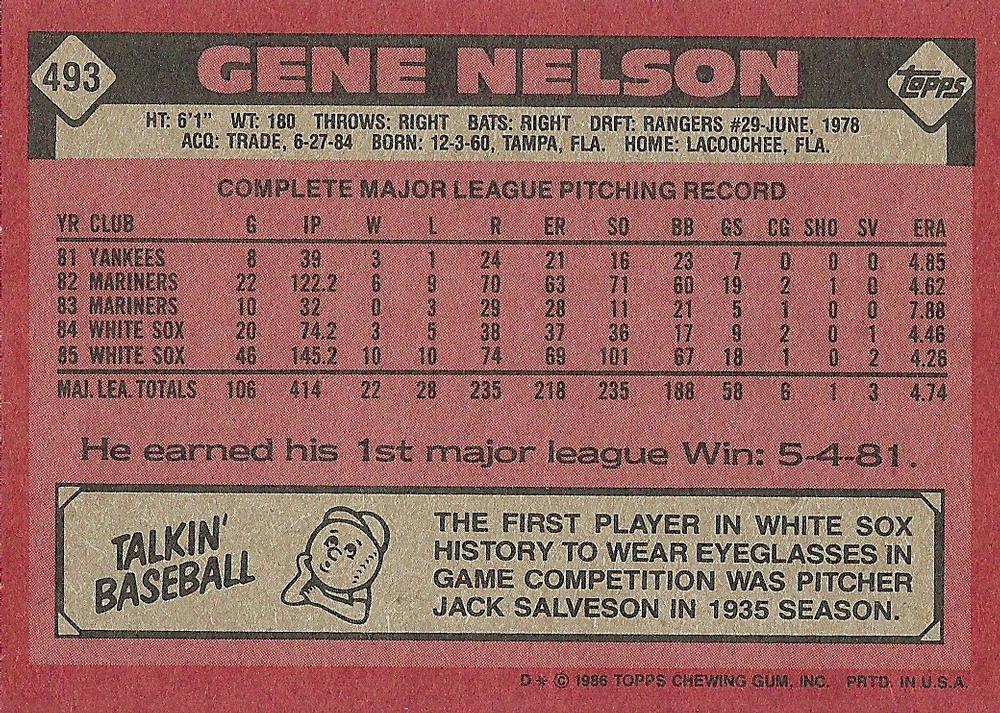 493 GENE NELSON TOPPS
HT: 6'1" WT: 180 THROWS: RIGHT BATS: RIGHT DRFT: RANGERS #29-JUNE, 1978
ACQ: TRADE, 6-27-84 BORN: 12-3-60, TAMPA, FLA. HOME: LACOOCHEE, FLA.
COMPLETE MAJOR LEAGUE PITCHING RECORD
YR CLUB G IP W L R ER SO BB GS CG SHO SV ERA
81 YANKEES 8 39 3 1 24 21 16 23 7 0 0 0 4.85
82 MARINERS 22 122.2 6 9 70 63 71 60 19 2 1 0 4.62
83 MARINERS 10 32 0 3 29 28 11 21 5 1 0 0 7.88
84 WHITE SOX 20 74.2 3 5 38 37 36 17 9 2 0 1 4.46
85 WHITE SOX 46 145.2 10 10 74 69 101 67 18 1 0 2 4.26
MAJ. LEA. TOTALS 106 414 22 28 235 218 235 188 58 6 1 3 4.74
He earned his 1st major league Win: 5-4-81.
TALKIN'
BASEBALL
THE FIRST PLAYER IN WHITE SOX
HISTORY TO WEAR EYEGLASSES IN
GAME COMPETITION WAS PITCHER
JACK SALVESON IN 1935 SEASON.
D* © 1986 TOPPS CHEWING GUM, INC. PRTD. IN U.S.A.